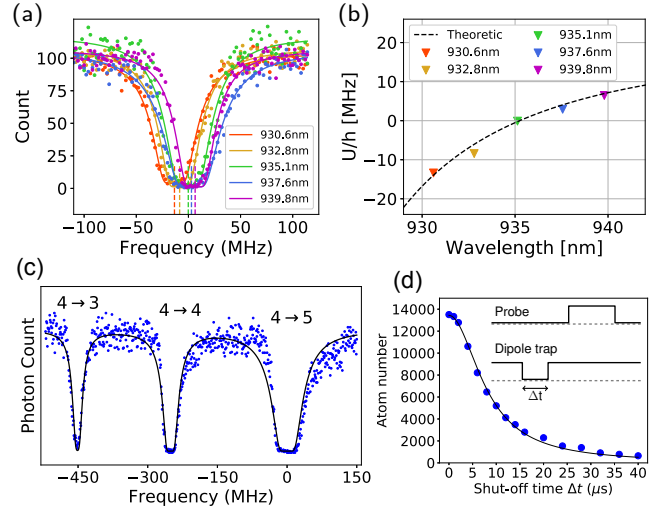 (a)
Count
120
100
75
50
25
0
930.6nm
932.8nm
935.1nm
937.6nm
939.8nm
-100 -50 0 50 100
Frequency (MHz)
(b)
U/h [MHz]
20
10
0
−10
−20
Theoretic
930.6nm
932.8nm
935.1nm
937.6nm
939.8nm
930 935 940
Wavelength [nm]
(c)
Photon Count
4→3 4→4 4→5
-450 -300 -150 0 150
Frequency (MHz)
(d)
Atom number
14000
12000
10000
8000
6000
4000
2000
0
Probe
Dipole trap
Δt
0 5 10 15 20 25 30 35 40
Shut-off time Δt (μs)